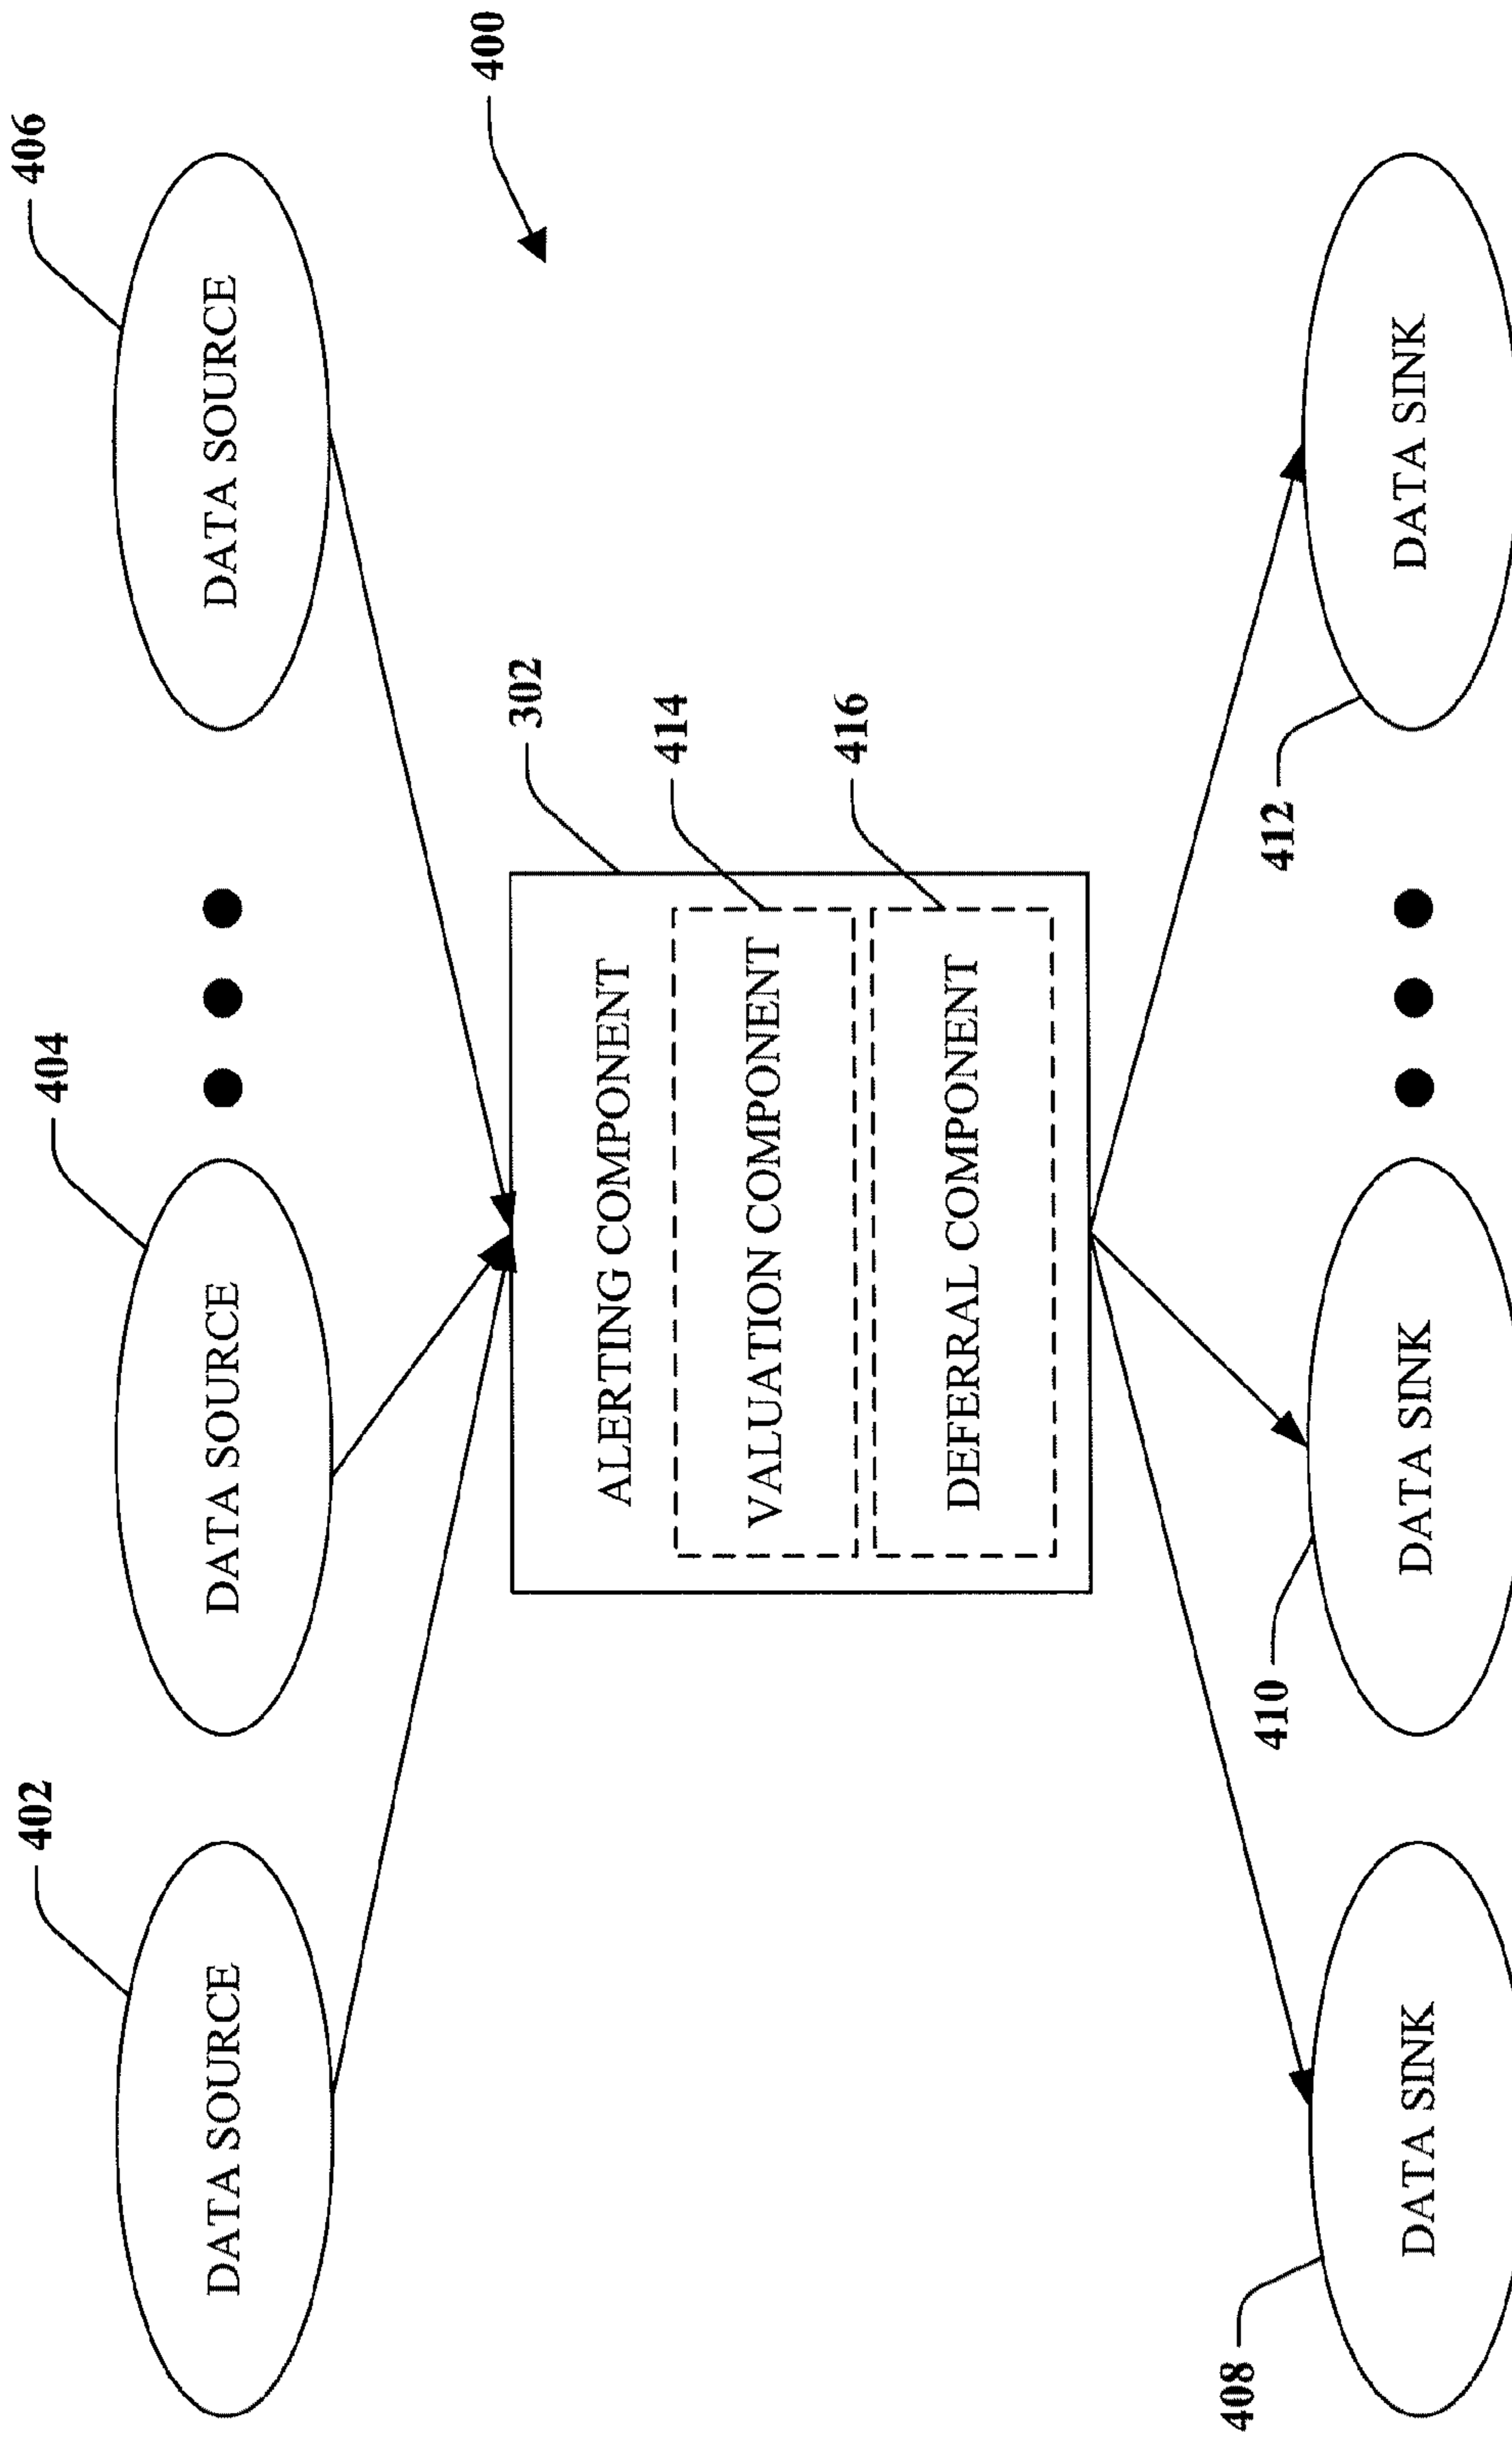 402
404
406
DATA SOURCE
DATA SOURCE
DATA SOURCE
400
302
ALERTING COMPONENT
414
VALUATION COMPONENT
416
DEFERRAL COMPONENT
408
410
412
DATA SINK
DATA SINK
DATA SINK